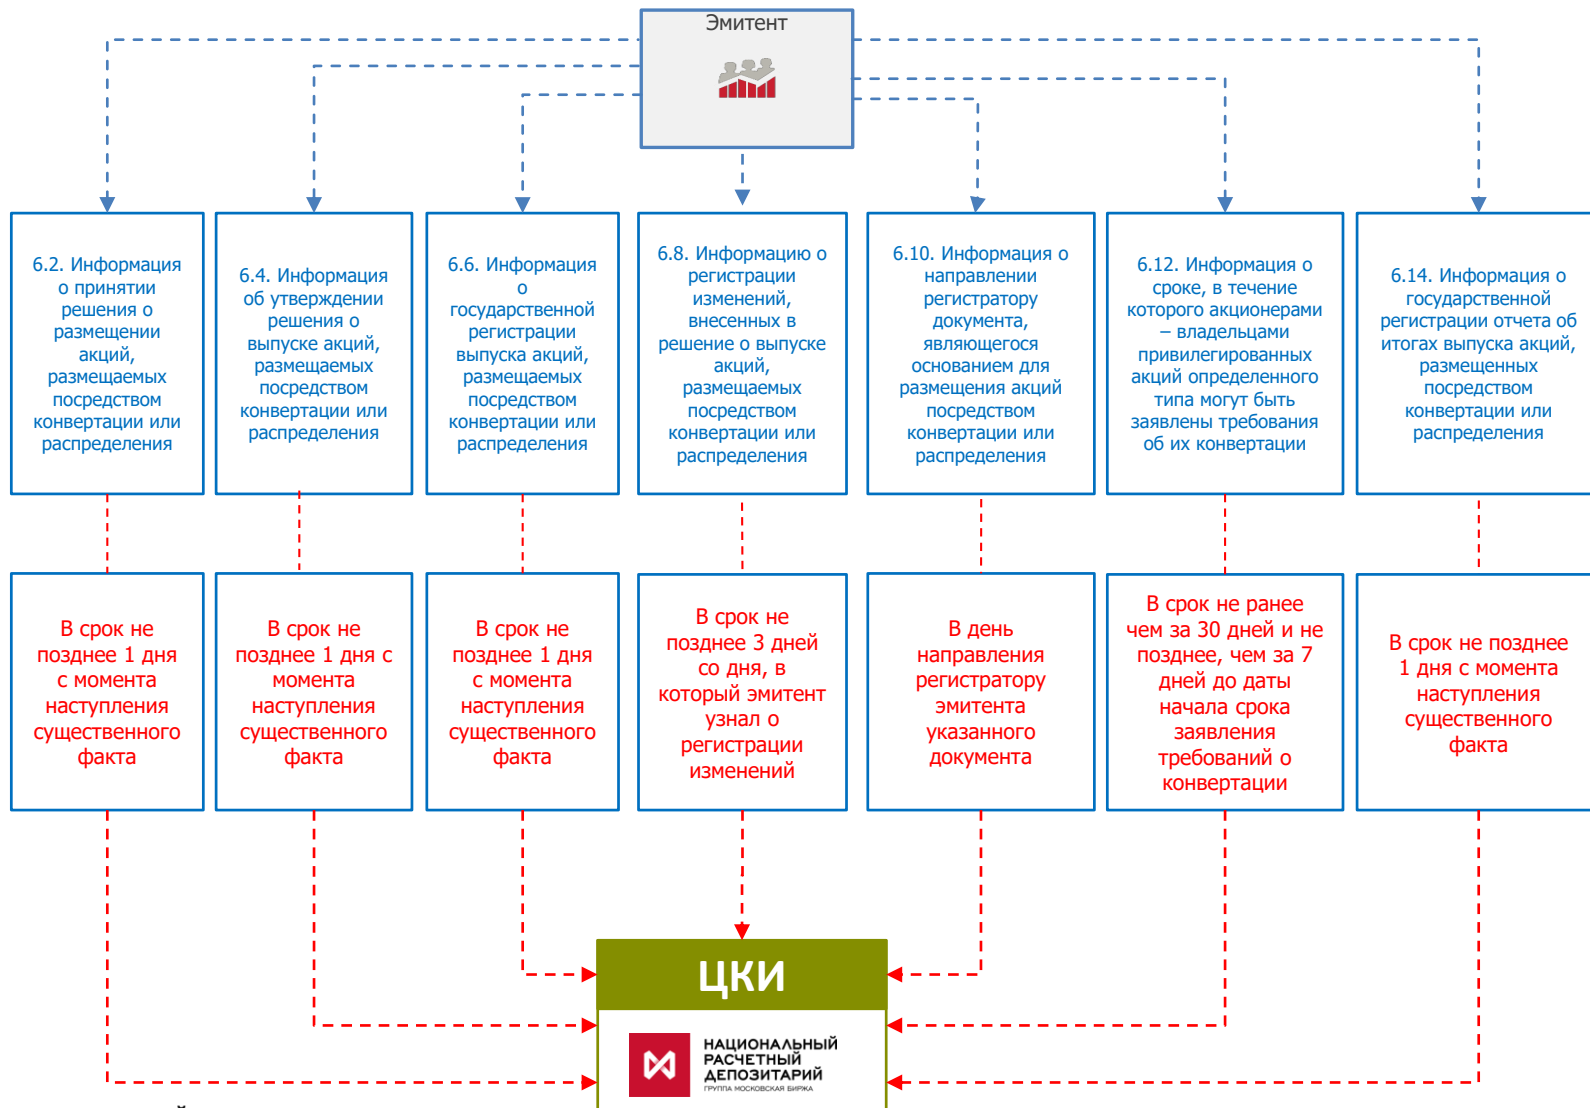 Эмитент
6.2. Информация
о принятии
решения о
размещении
акций,
размещаемых
посредством
конвертации или
распределения
6.4. Информация
об утверждении
решения о
выпуске акций,
размещаемых
посредством
конвертации или
распределения
6.6. Информация
о
государственной
регистрации
выпуска акций,
размещаемых
посредством
конвертации или
распределения
6.8. Информацию о
регистрации
изменений,
внесенных в
решение о выпуске
акций,
размещаемых
посредством
конвертации или
распределения
6.10. Информация о
направлении
регистратору
документа,
являющегося
основанием для
размещения акций
посредством
конвертации или
распределения
6.12. Информация о
сроке, в течение
которого акционерами
– владельцами
привилегированных
акций определенного
типа могут быть
заявлены требования
об их конвертации
6.14. Информация о
государственной
регистрации отчета об
итогах выпуска акций,
размещенных
посредством
конвертации или
распределения
В срок не
позднее 1 дня
с момента
наступления
существенного
факта
В срок не
позднее 1 дня с
момента
наступления
существенного
факта
В срок не
позднее 1 дня
с момента
наступления
существенного
факта
В срок не
позднее 3 дней
со дня, в
который эмитент
узнал о
регистрации
изменений
В день
направления
регистратору
эмитента
указанного
документа
В срок не ранее
чем за 30 дней и не
позднее, чем за 7
дней до даты
начала срока
заявления
требований о
конвертации
В срок не позднее
1 дня с момента
наступления
существенного
факта
ЦКИ
НАЦИОНАЛЬНЫЙ
РАСЧЕТНЫЙ
ДЕПОЗИТАРИЙ
ГРУППА МОСКОВСКАЯ БИРЖА